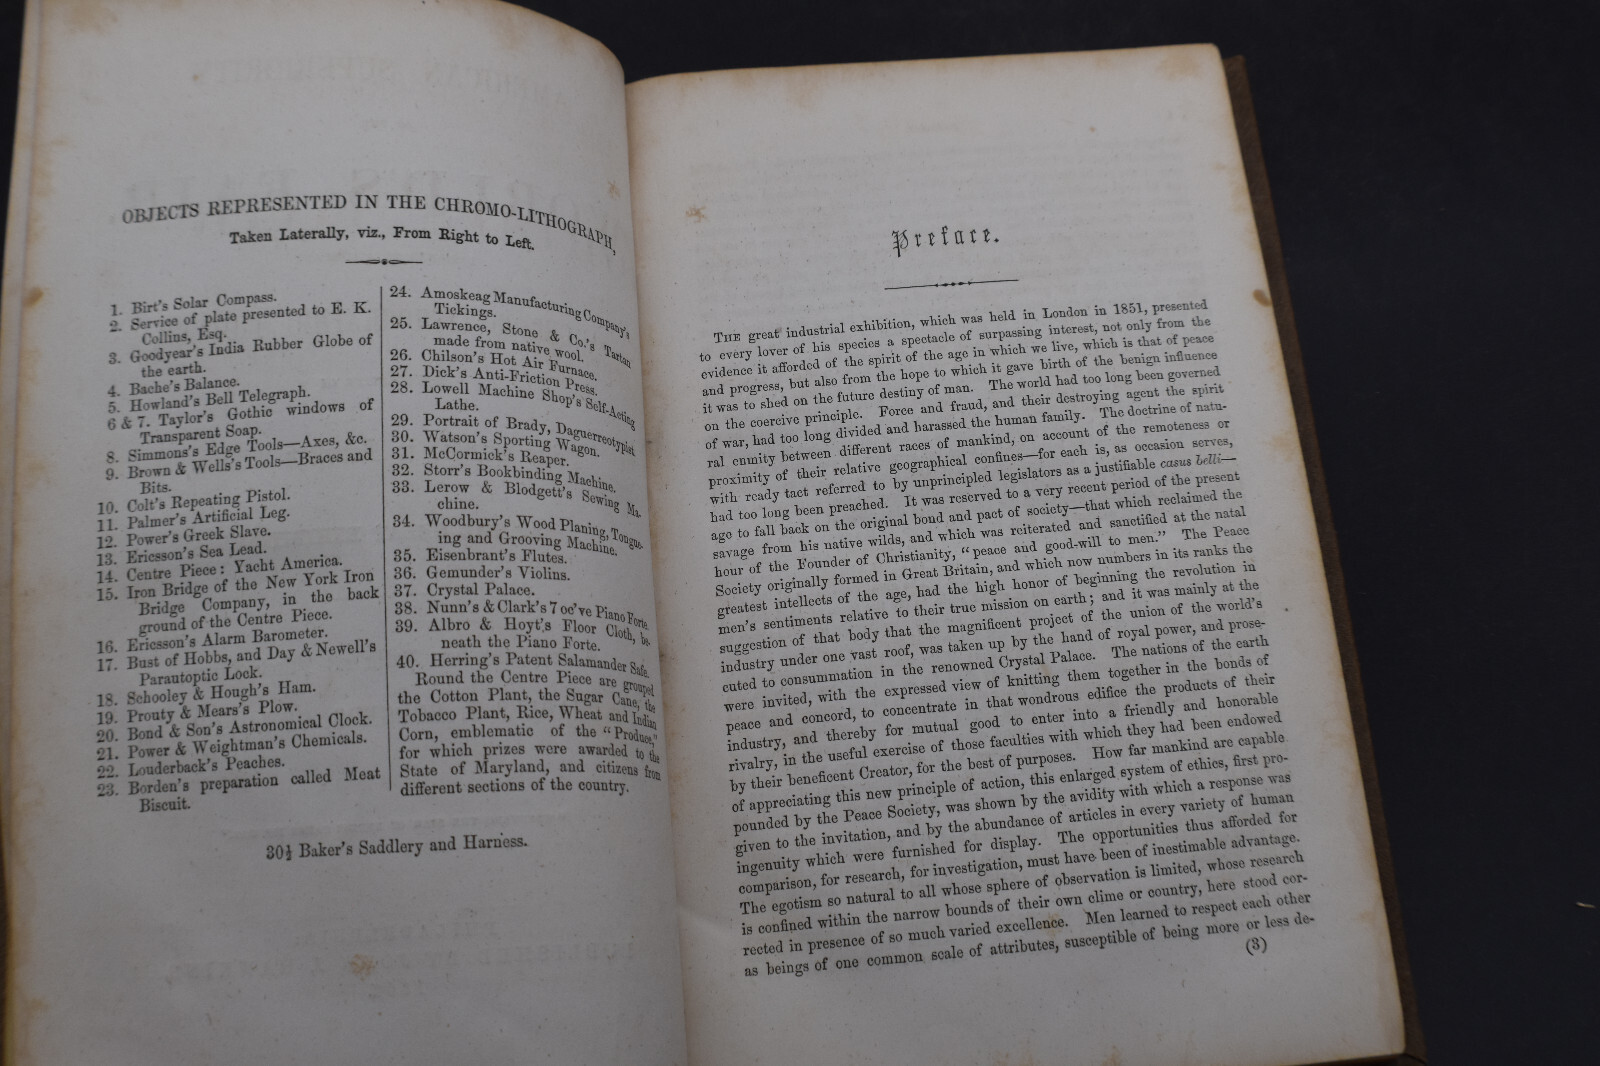 OBJECTS REPRESENTED IN THE CHROMO-LITHOGRAPH,
Taken Laterally, viz., From Right to Left.
1. Birt's Solar Compass.
2. Service of plate presented to E. K.
Collins, Esq.
3. Goodyear's India Rubber Globe of
the earth.
4. Bache's Balance.
5. Howland's Bell Telegraph.
6 & 7. Taylor's Gothic windows of
Transparent Soap.
8. Simmons's Edge Tools—Axes, &c.
9. Brown & Wells's Tools—Braces and
Bits.
10. Colt's Repeating Pistol.
11. Palmer's Artificial Leg.
12. Power's Greek Slave.
13. Ericsson's Sea Lead.
14. Centre Piece: Yacht America.
15. Iron Bridge of the New York Iron
Bridge Company, in the back
ground of the Centre Piece.
16. Ericsson's Alarm Barometer.
17. Bust of Hobbs, and Day & Newell's
Parautoptic Lock.
18. Schooley & Hough's Ham.
19. Prouty & Mears's Plow.
20. Bond & Son's Astronomical Clock.
21. Power & Weightman's Chemicals.
22. Louderback's Peaches.
23. Borden's preparation called Meat
Biscuit.
24. Amoskeag Manufacturing Company's
Tickings.
25. Lawrence, Stone & Co.'s Tartan
made from native wool.
26. Chilson's Hot Air Furnace.
27. Dick's Anti-Friction Press.
28. Lowell Machine Shop's Self-Acting
Lathe.
29. Portrait of Brady, Daguerreotypist
30. Watson's Sporting Wagon.
31. McCormick's Reaper.
32. Storr's Bookbinding Machine.
33. Lerow & Blodgett's Sewing Ma-
chine.
34. Woodbury's Wood Planing, Tongue-
ing and Grooving Machine.
35. Eisenbrant's Flutes.
36. Gemunder's Violins.
37. Crystal Palace.
38. Nunn's & Clark's 7 oc've Piano Forte.
39. Albro & Hoyt's Floor Cloth, be-
neath the Piano Forte.
40. Herring's Patent Salamander Safe.
Round the Centre Piece are grouped
the Cotton Plant, the Sugar Cane, the
Tobacco Plant, Rice, Wheat and Indian
Corn, emblematic of the "Produce,"
for which prizes were awarded to the
State of Maryland, and citizens from
different sections of the country.
30½ Baker's Saddlery and Harness.
Preface.
THE great industrial exhibition, which was held in London in 1851, presented
to every lover of his species a spectacle of surpassing interest, not only from the
evidence it afforded of the spirit of the age in which we live, which is that of peace
and progress, but also from the hope to which it gave birth of the benign influence
it was to shed on the future destiny of man. The world had too long been governed
on the coercive principle. Force and fraud, and their destroying agent the spirit
of war, had too long divided and harassed the human family. The doctrine of natu-
ral enmity between different races of mankind, on account of the remoteness or
proximity of their relative geographical confines—for each is, as occasion serves,
with ready tact referred to by unprincipled legislators as a justifiable casus belli—
had too long been preached. It was reserved to a very recent period of the present
age to fall back on the original bond and pact of society—that which reclaimed the
savage from his native wilds, and which was reiterated and sanctified at the natal
hour of the Founder of Christianity, "peace and good-will to men." The Peace
Society originally formed in Great Britain, and which now numbers in its ranks the
greatest intellects of the age, had the high honor of beginning the revolution in
men's sentiments relative to their true mission on earth; and it was mainly at the
suggestion of that body that the magnificent project of the union of the world's
industry under one vast roof, was taken up by the hand of royal power, and prose-
cuted to consummation in the renowned Crystal Palace. The nations of the earth
were invited, with the expressed view of knitting them together in the bonds of
peace and concord, to concentrate in that wondrous edifice the products of their
industry, and thereby for mutual good to enter into a friendly and honorable
rivalry, in the useful exercise of those faculties with which they had been endowed
by their beneficent Creator, for the best of purposes. How far mankind are capable
of appreciating this new principle of action, this enlarged system of ethics, first pro-
pounded by the Peace Society, was shown by the avidity with which a response was
given to the invitation, and by the abundance of articles in every variety of human
ingenuity which were furnished for display. The opportunities thus afforded for
comparison, for research, for investigation, must have been of inestimable advantage.
The egotism so natural to all whose sphere of observation is limited, whose research
is confined within the narrow bounds of their own clime or country, here stood cor-
rected in presence of so much varied excellence. Men learned to respect each other
as beings of one common scale of attributes, susceptible of being more or less de-
(3)